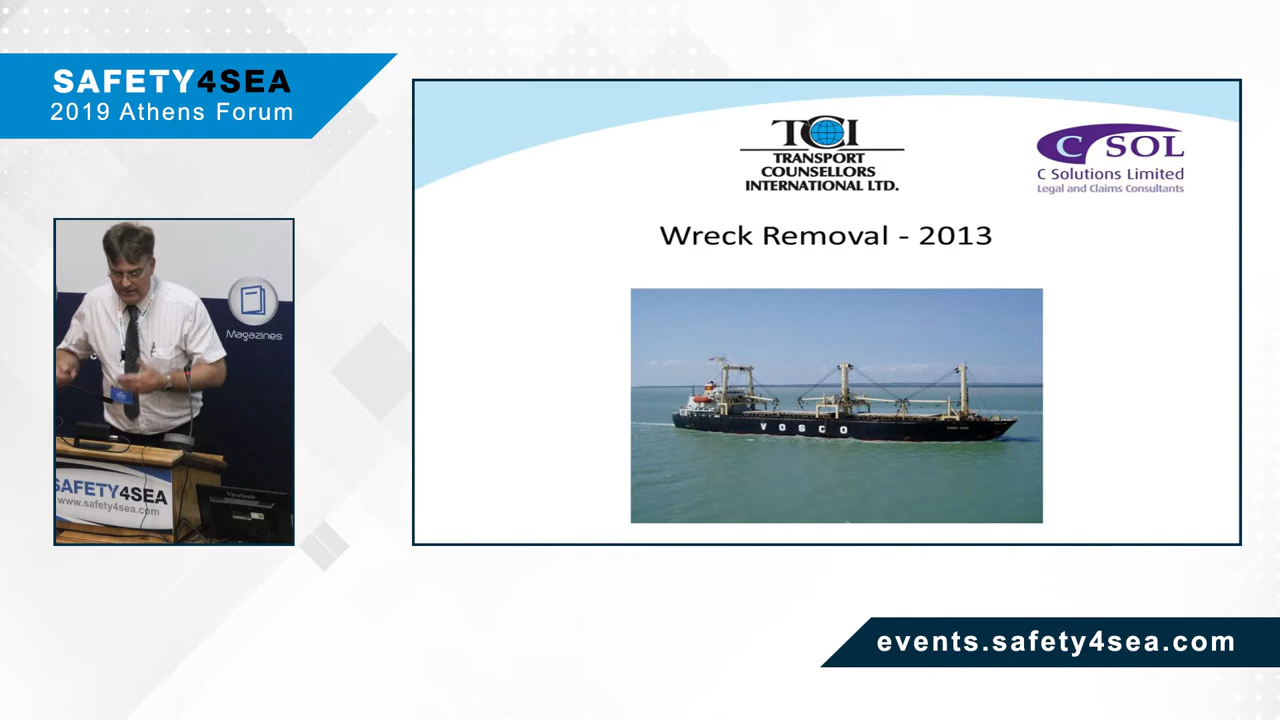 SAFETY4SEA
2019 Athens Forum
TCI
TRANSPORT
COUNSELLORS
INTERNATIONAL LTD.
C SOL
C Solutions Limited
Legal and Claims Consultants
Wreck Removal - 2013
VOSCO
Magazines
SAFETY4SEA
www.safety4sea.com
ViewSonic
events.safety4sea.com